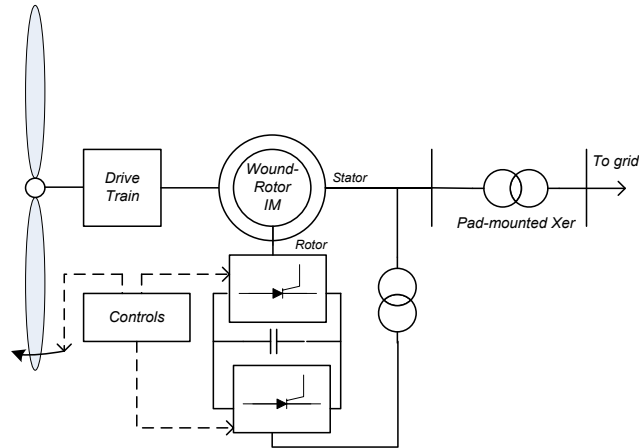 Drive
Train
Wound-
Rotor
IM
Stator
Rotor
To grid
Pad-mounted Xer
Controls